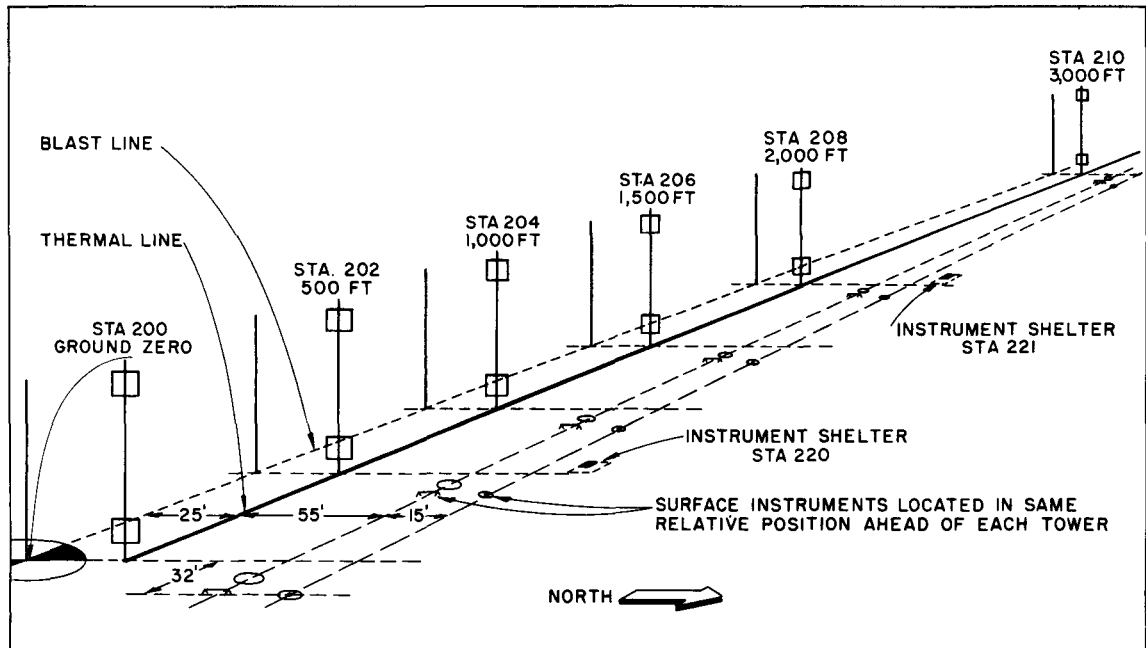 STA 210
3,000 FT
STA 208
2,000 FT
BLAST LINE
STA 206
1,500 FT
STA 204
1,000 FT
THERMAL LINE
STA. 202
500 FT
STA 200
GROUND ZERO
INSTRUMENT SHELTER
STA 221
INSTRUMENT SHELTER
STA 220
25' 55' 15'
SURFACE INSTRUMENTS LOCATED IN SAME
RELATIVE POSITION AHEAD OF EACH TOWER
32'
NORTH